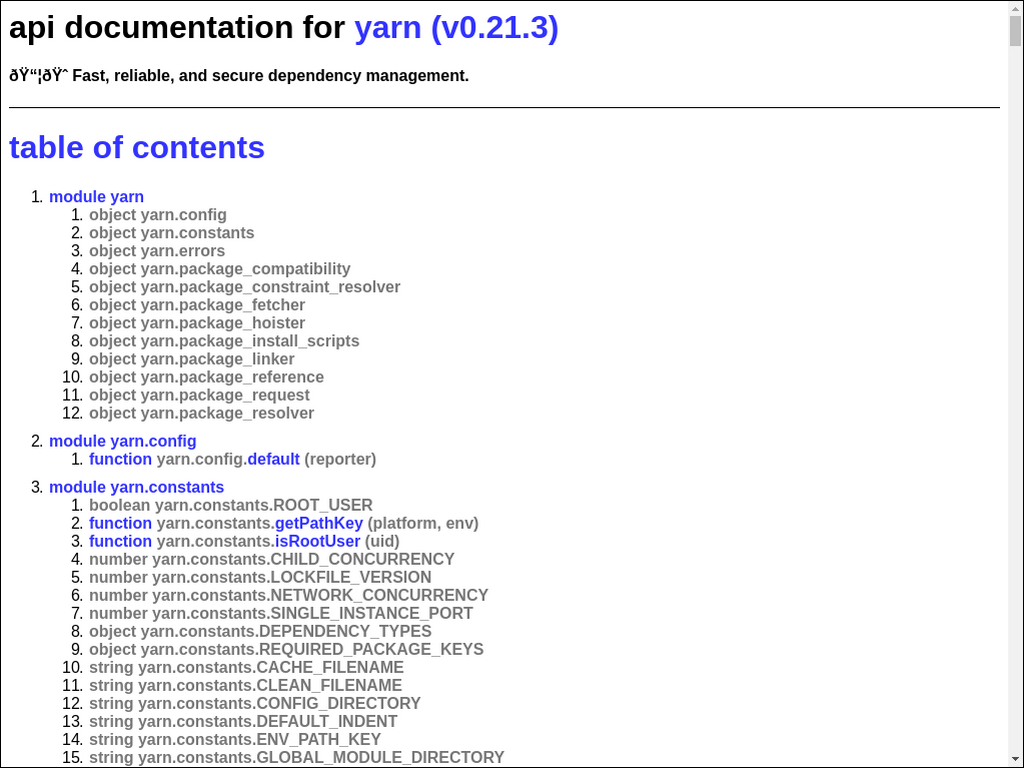 api documentation for yarn (v0.21.3)
ðŸ“¦ðŸˆ Fast, reliable, and secure dependency management.
table of contents
1. module yarn
1. object yarn.config
2. object yarn.constants
3. object yarn.errors
4. object yarn.package_compatibility
5. object yarn.package_constraint_resolver
6. object yarn.package_fetcher
7. object yarn.package_hoister
8. object yarn.package_install_scripts
9. object yarn.package_linker
10. object yarn.package_reference
11. object yarn.package_request
12. object yarn.package_resolver
2. module yarn.config
1. function yarn.config.default (reporter)
3. module yarn.constants
1. boolean yarn.constants.ROOT_USER
2. function yarn.constants.getPathKey (platform, env)
3. function yarn.constants.isRootUser (uid)
4. number yarn.constants.CHILD_CONCURRENCY
5. number yarn.constants.LOCKFILE_VERSION
6. number yarn.constants.NETWORK_CONCURRENCY
7. number yarn.constants.SINGLE_INSTANCE_PORT
8. object yarn.constants.DEPENDENCY_TYPES
9. object yarn.constants.REQUIRED_PACKAGE_KEYS
10. string yarn.constants.CACHE_FILENAME
11. string yarn.constants.CLEAN_FILENAME
12. string yarn.constants.CONFIG_DIRECTORY
13. string yarn.constants.DEFAULT_INDENT
14. string yarn.constants.ENV_PATH_KEY
15. string yarn.constants.GLOBAL_MODULE_DIRECTORY